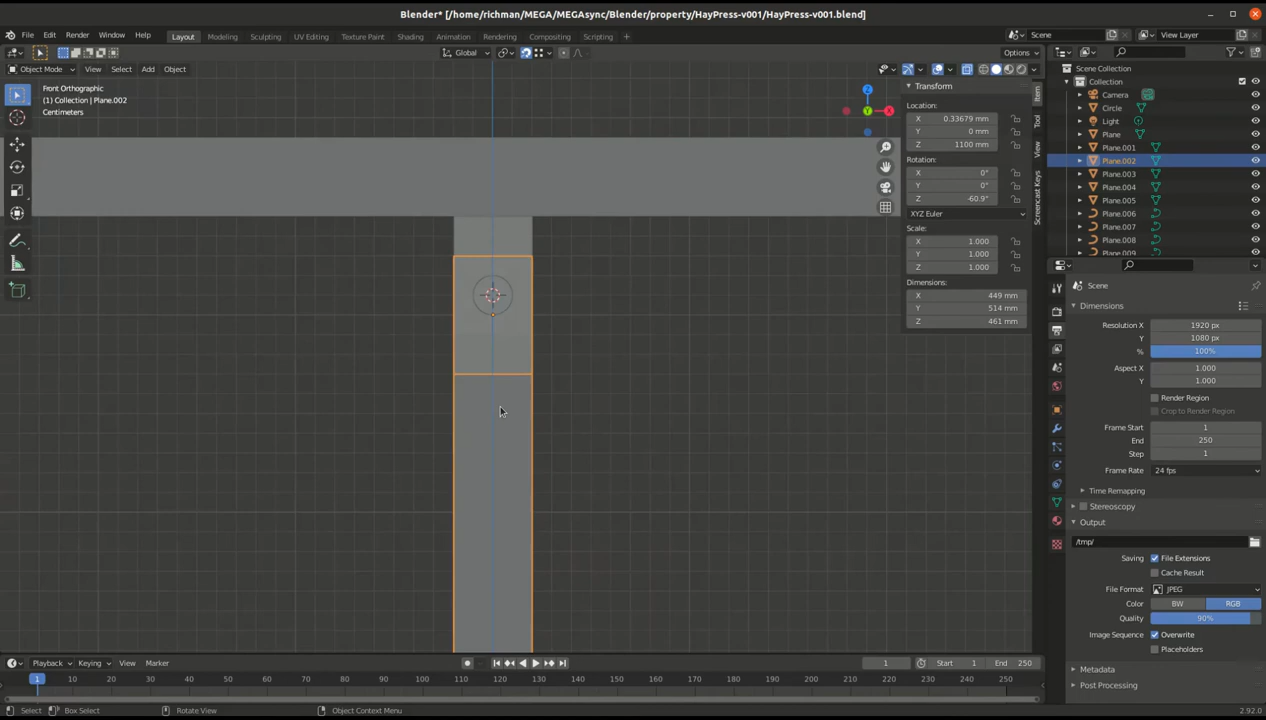 Blender* [/home/richman/MEGA/MEGAsync/Blender/property/HayPress-v001/HayPress-v001.blend]
File Edit Render Window Help Layout Modeling Sculpting UV Editing Texture Paint Shading Animation Rendering Compositing Scripting + Scene View Layer
Global Options
Object Mode View Select Add Object
Front Orthographic
(1) Collection | Plane.002
Centimeters
Z
Y
X
Transform
Location:
X 0.33679 mm
Y 0 mm
Z 1100 mm
Rotation:
X 0°
Y 0°
Z -60.9°
XYZ Euler
Scale:
X 1.000
Y 1.000
Z 1.000
Dimensions:
X 449 mm
Y 514 mm
Z 461 mm
Item
Tool
View
Screencast Keys
Scene Collection
Collection
Camera
Circle
Light
Plane
Plane.001
Plane.002
Plane.003
Plane.004
Plane.005
Plane.006
Plane.007
Plane.008
Plane.009
Scene
Dimensions
Resolution X 1920 px
Y 1080 px
% 100%
Aspect X 1.000
Y 1.000
Render Region
Crop to Render Region
Frame Start 1
End 250
Step 1
Frame Rate 24 fps
Time Remapping
Stereoscopy
Output
/tmp/
Saving File Extensions
Cache Result
File Format JPEG
Color BW RGB
Quality 90%
Image Sequence Overwrite
Placeholders
Metadata
Post Processing
Playback Keying View Marker 1 Start 1 End 250
1 10 20 30 40 50 60 70 80 90 100 110 120 130 140 150 160 170 180 190 200 210 220 230 240 250
Select Box Select Rotate View Object Context Menu 2.92.0